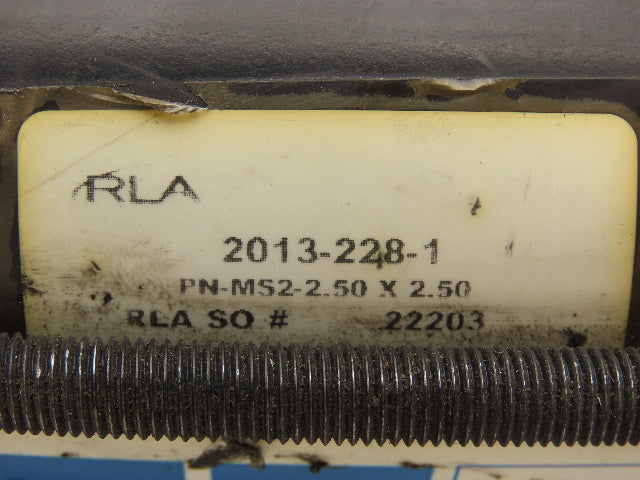 RLA
2013-228-1
PN-MS2-2.50 X 2.50
RLA SO # 22203